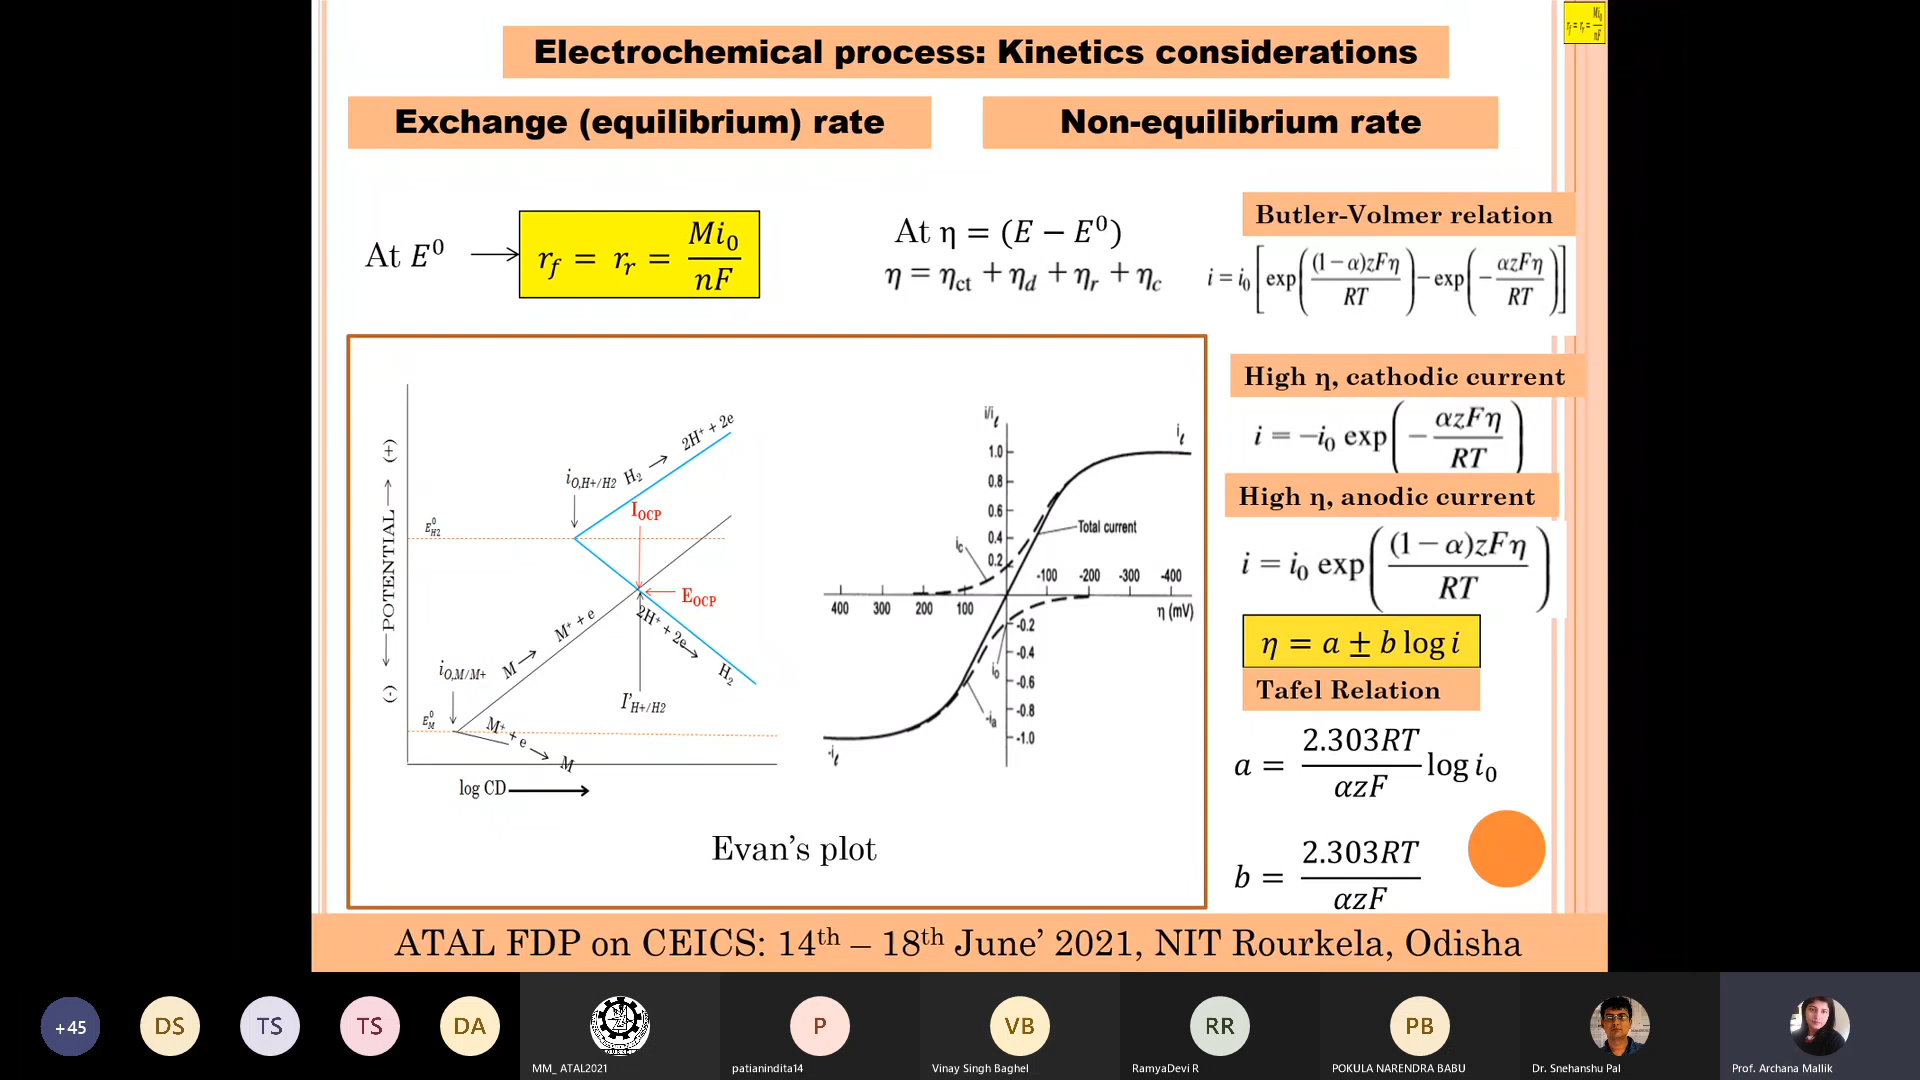 Electrochemical process: Kinetics considerations
Exchange (equilibrium) rate
Non-equilibrium rate
At E⁰ → r_f = r_r = Mi₀/nF
At η = (E − E⁰)
η = η_ct + η_d + η_r + η_c
Butler-Volmer relation
i = i₀ [exp((1−α)zFη/RT) − exp(−αzFη/RT)]
High η, cathodic current
i = −i₀ exp(−αzFη/RT)
High η, anodic current
i = i₀ exp((1−α)zFη/RT)
η = a ± b log i
Tafel Relation
a = 2.303RT/αzF log i₀
b = 2.303RT/αzF
(-) ← POTENTIAL → (+)
E⁰_H2
i_O,H+/H2
H₂ → 2H⁺ + 2e
I_OCP
E_OCP
2H⁺ + 2e → H₂
I'_H+/H2
M → M⁺ + e
i_O,M/M+
E⁰_M
M⁺ + e → M
log CD →
i/i_ℓ
i_ℓ
1.0
0.8
0.6
0.4
0.2
Total current
i_c
-100 -200 -300 -400
400 300 200 100
η (mV)
-0.2
-0.4
-0.6
-0.8
-1.0
i₀
-i_a
-i_ℓ
Evan's plot
ATAL FDP on CEICS: 14th – 18th June' 2021, NIT Rourkela, Odisha
r_f = r_r = Mi₀/nF
+45
DS
TS
TS
DA
P
VB
RR
PB
MM_ ATAL2021
patianindita14
Vinay Singh Baghel
RamyaDevi R
POKULA NARENDRA BABU
Dr. Snehanshu Pal
Prof. Archana Mallik